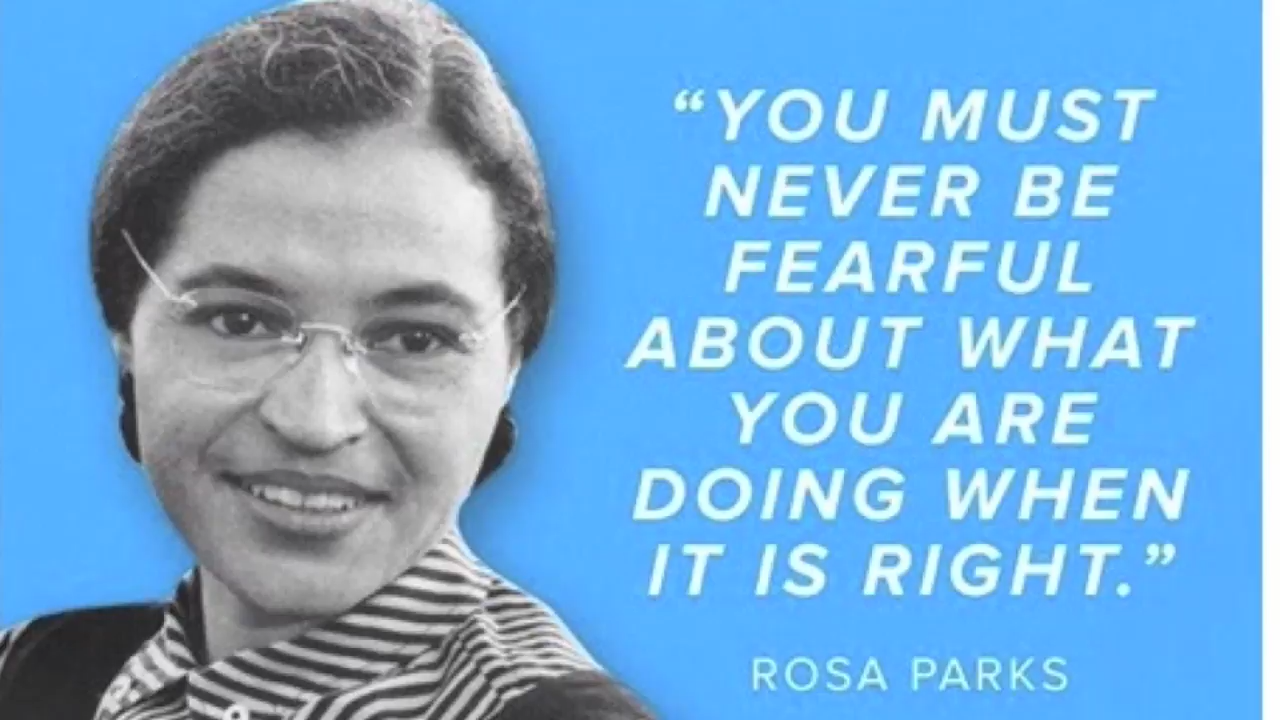 “YOU MUST
NEVER BE
FEARFUL
ABOUT WHAT
YOU ARE
DOING WHEN
IT IS RIGHT.”
ROSA PARKS